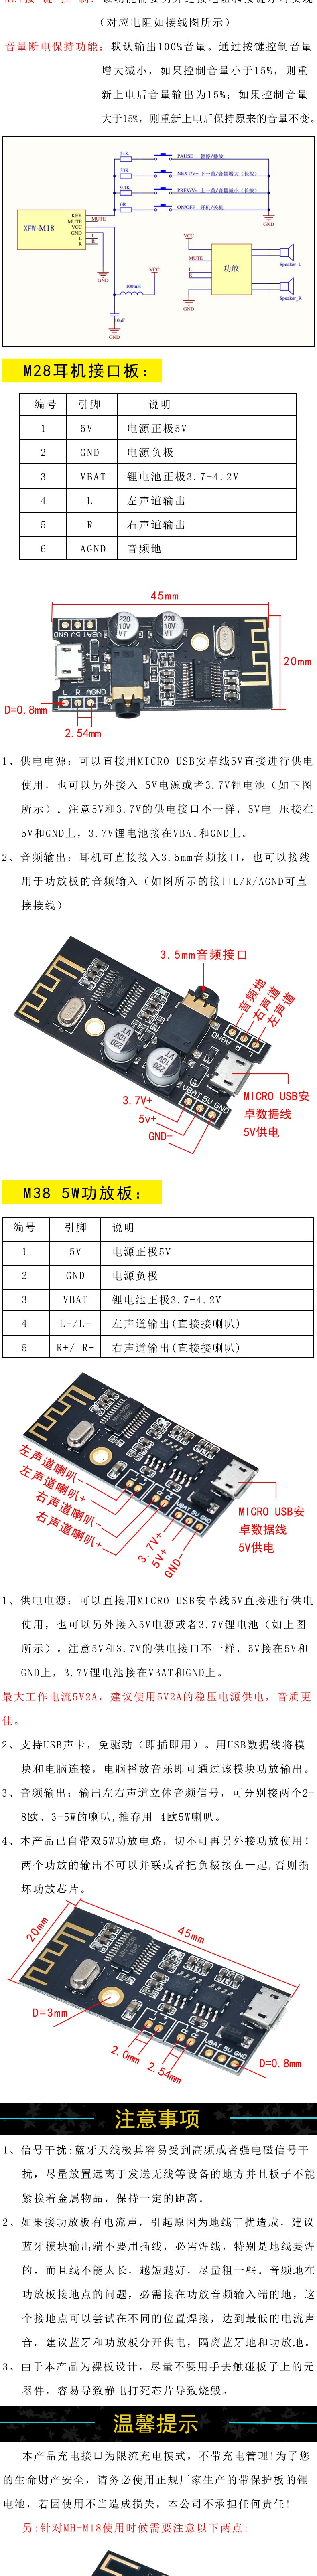 （对应电阻如接线图所示）
音量断电保持功能：默认输出100%音量。通过按键控制音量
增大减小，如果控制音量小于15%，则重
新上电后音量输出为15%；如果控制音量
大于15%，则重新上电后保持原来的音量不变。
51K
PAUSE 暂停/播放
33K
NEXT/V+ 下一首/音量增大（长按）
9.1K
PREV/V- 上一首/音量减小（长按）
0R
ON/OFF 开机/关机
GND
XFW-M18
KEY
MUTE
VCC
GND
L
R
MUTE
L
R
GND
100mH
VCC
10uF
GND
VCC
MUTE
L
R
GND
功放
Speaker_L
Speaker_R
M28耳机接口板：
编号 引脚 说明
1 5V 电源正极5V
2 GND 电源负极
3 VBAT 锂电池正极3.7-4.2V
4 L 左声道输出
5 R 右声道输出
6 AGND 音频地
45mm
20mm
D=0.8mm
2.54mm
220
10V
VT
220
10V
VT
L R AGND
1、供电电源：可以直接用MICRO USB安卓线5V直接进行供电
使用，也可以另外接入 5V电源或者3.7V锂电池（如下图
所示）。注意5V和3.7V的供电接口不一样，5V电 压接在
5V和GND上，3.7V锂电池接在VBAT和GND上。
2、音频输出：耳机可直接接入3.5mm音频接口，也可以接线
用于功放板的音频输入（如图所示的接口L/R/AGND可直
接接线）
3.5mm音频接口
音频地
右声道
左声道
3.7V+
5v+
GND-
VBAT 5V GND
MICRO USB安
卓数据线
5V供电
M38 5W功放板：
编号 引脚 说明
1 5V 电源正极5V
2 GND 电源负极
3 VBAT 锂电池正极3.7-4.2V
4 L+/L- 左声道输出(直接接喇叭)
5 R+/ R- 右声道输出(直接接喇叭)
左声道喇叭-
左声道喇叭+
右声道喇叭-
右声道喇叭+
3.7V+
5V+
GND-
VBAT 5V GND
MICRO USB安
卓数据线
5V供电
1、供电电源：可以直接用MICRO USB安卓线5V直接进行供电
使用，也可以另外接入5V电源或者3.7V锂电池（如上图
所示）。注意5V和3.7V的供电接口不一样，5V接在5V和
GND上，3.7V锂电池接在VBAT和GND上。
最大工作电流5V2A，建议使用5V2A的稳压电源供电，音质更
佳。
2、支持USB声卡，免驱动（即插即用）。用USB数据线将模
块和电脑连接，电脑播放音乐即可通过该模块功放输出。
3、音频输出：输出左右声道立体音频信号，可分别接两个2-
8欧、3-5W的喇叭,推存用 4欧5W喇叭。
4、本产品已自带双5W功放电路，切不可再另外接功放使用！
两个功放的输出不可以并联或者把负极接在一起,否则损
坏功放芯片。
20mm
45mm
D=3mm
2.0mm
2.54mm
D=0.8mm
VBAT 5V GND
注意事项
1、信号干扰:蓝牙天线极其容易受到高频或者强电磁信号干
扰，尽量放置远离于发送无线等设备的地方并且板子不能
紧挨着金属物品，保持一定的距离。
2、如果接功放板有电流声，引起原因为地线干扰造成，建议
蓝牙模块输出端不要用插线，必需焊线，特别是地线要焊
的，而且线不能太长，越短越好，尽量粗一些。音频地在
功放板接地点的问题，必需接在功放音频输入端的地，这
个接地点可以尝试在不同的位置焊接，达到最低的电流声
音。建议蓝牙和功放板分开供电，隔离蓝牙地和功放地。
3、由于本产品为裸板设计，尽量不要用手去触碰板子上的元
器件，容易导致静电打死芯片导致烧毁。
温馨提示
本产品充电接口为限流充电模式，不带充电管理!为了您
的生命财产安全，请务必使用正规厂家生产的带保护板的锂
电池，若因使用不当造成损失，本公司不承担任何责任!
另:针对MH-M18使用时候需要注意以下两点: